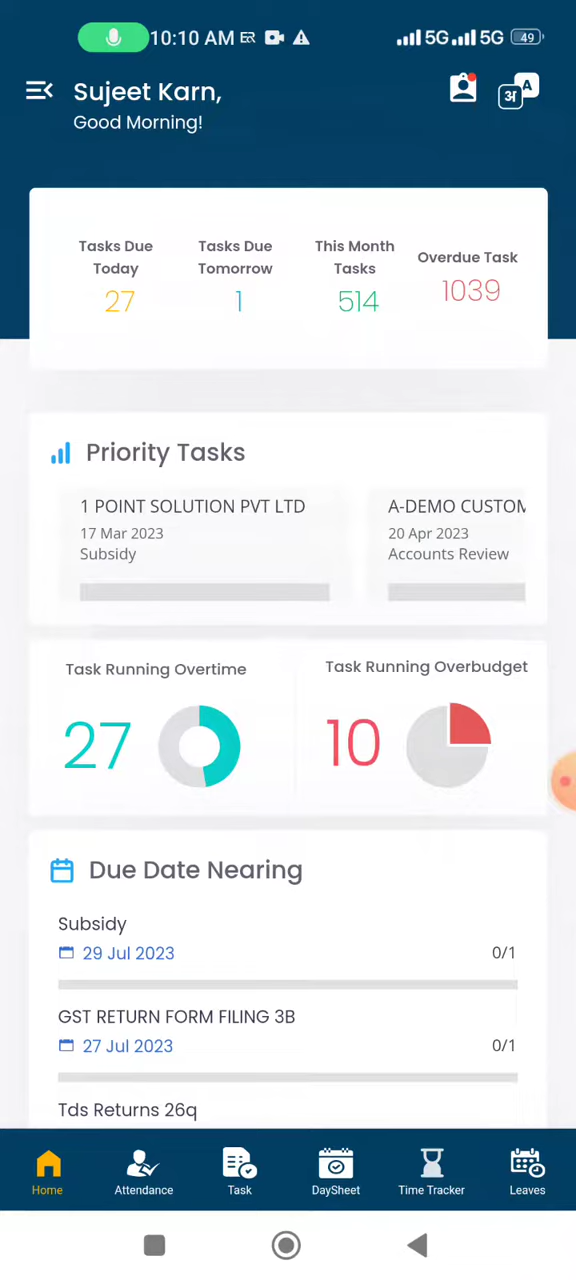 10:10 AM 5G 5G 49
Sujeet Karn,
Good Morning!
अ A
Tasks Due Today
27
Tasks Due Tomorrow
1
This Month Tasks
514
Overdue Task
1039
Priority Tasks
1 POINT SOLUTION PVT LTD
17 Mar 2023
Subsidy
A-DEMO CUSTOM
20 Apr 2023
Accounts Review
Task Running Overtime
27
Task Running Overbudget
10
Due Date Nearing
Subsidy
29 Jul 2023 0/1
GST RETURN FORM FILING 3B
27 Jul 2023 0/1
Tds Returns 26q
Home Attendance Task DaySheet Time Tracker Leaves